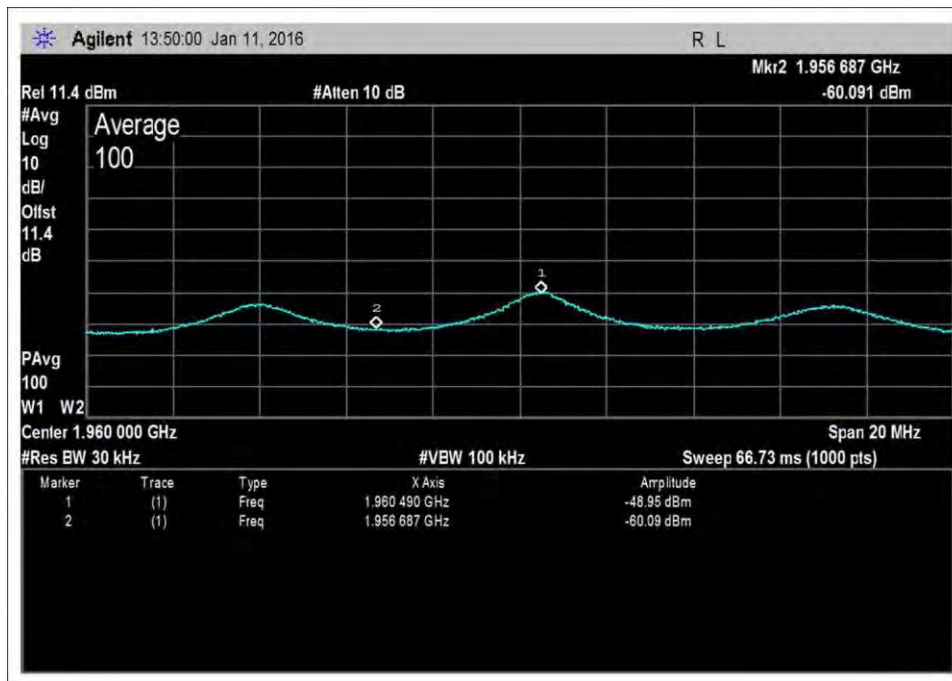 Agilent 13:50:00 Jan 11, 2016 R L
Mkr2 1.956 687 GHz
Rel 11.4 dBm #Atten 10 dB -60.091 dBm
#Avg
Log
10
dB/
Offst
11.4
dB
Average
100
1
2
PAvg
100
W1 W2
Center 1.960 000 GHz Span 20 MHz
#Res BW 30 kHz #VBW 100 kHz Sweep 66.73 ms (1000 pts)
Marker Trace Type X Axis Amplitude
1 (1) Freq 1.960 490 GHz -48.95 dBm
2 (1) Freq 1.956 687 GHz -60.09 dBm